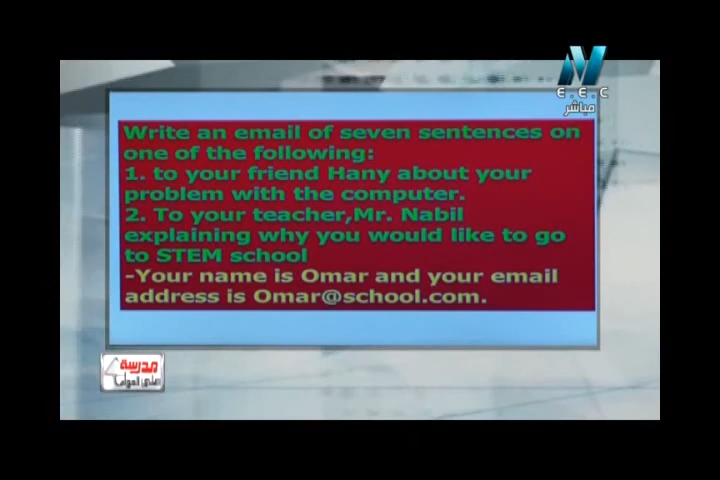 E.E.C
مباشر
Write an email of seven sentences on
one of the following:
1. to your friend Hany about your
problem with the computer.
2. To your teacher,Mr. Nabil
explaining why you would like to go
to STEM school
-Your name is Omar and your email
address is Omar@school.com.
مدرسة
على الهواء